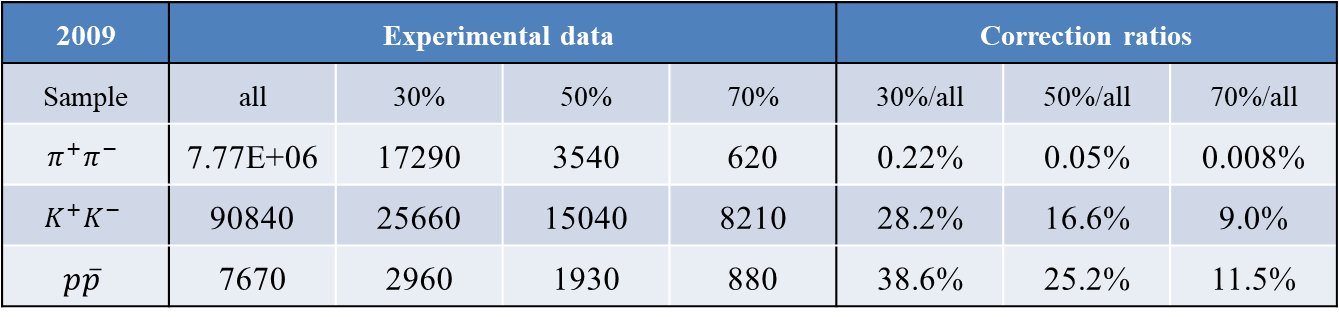 2009 Experimental data Correction ratios
Sample all 30% 50% 70% 30%/all 50%/all 70%/all
π⁺π⁻ 7.77E+06 17290 3540 620 0.22% 0.05% 0.008%
K⁺K⁻ 90840 25660 15040 8210 28.2% 16.6% 9.0%
pp̄ 7670 2960 1930 880 38.6% 25.2% 11.5%